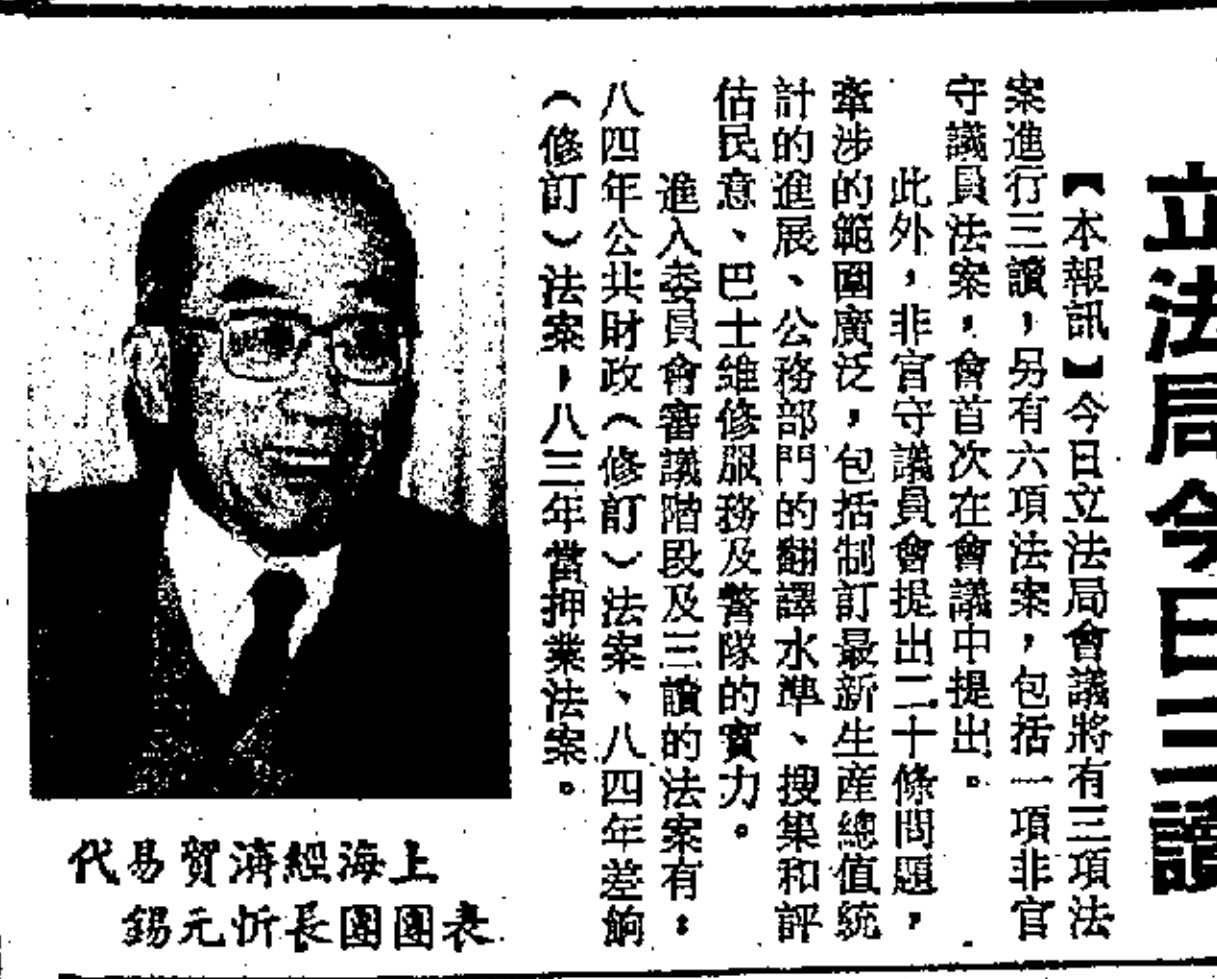 立法局今日三讀
【本報訊】今日立法局會議將有三項法
案進行三讀，另有六項法案，包括一項非官
守議員法案，會首次在會議中提出。
此外，非官守議員會提出二十條問題，
牽涉的範圍廣泛，包括制訂最新生産總值統
計的進展、公務部門的翻譯水準、搜集和評
估民意、巴士維修服務及警隊的實力。
進入委員會審議階段及三讀的法案有：
八四年公共財政（修訂）法案、八四年差餉
（修訂）法案，八三年當押業法案。
上海經濟貿易代
表團團長忻元錫